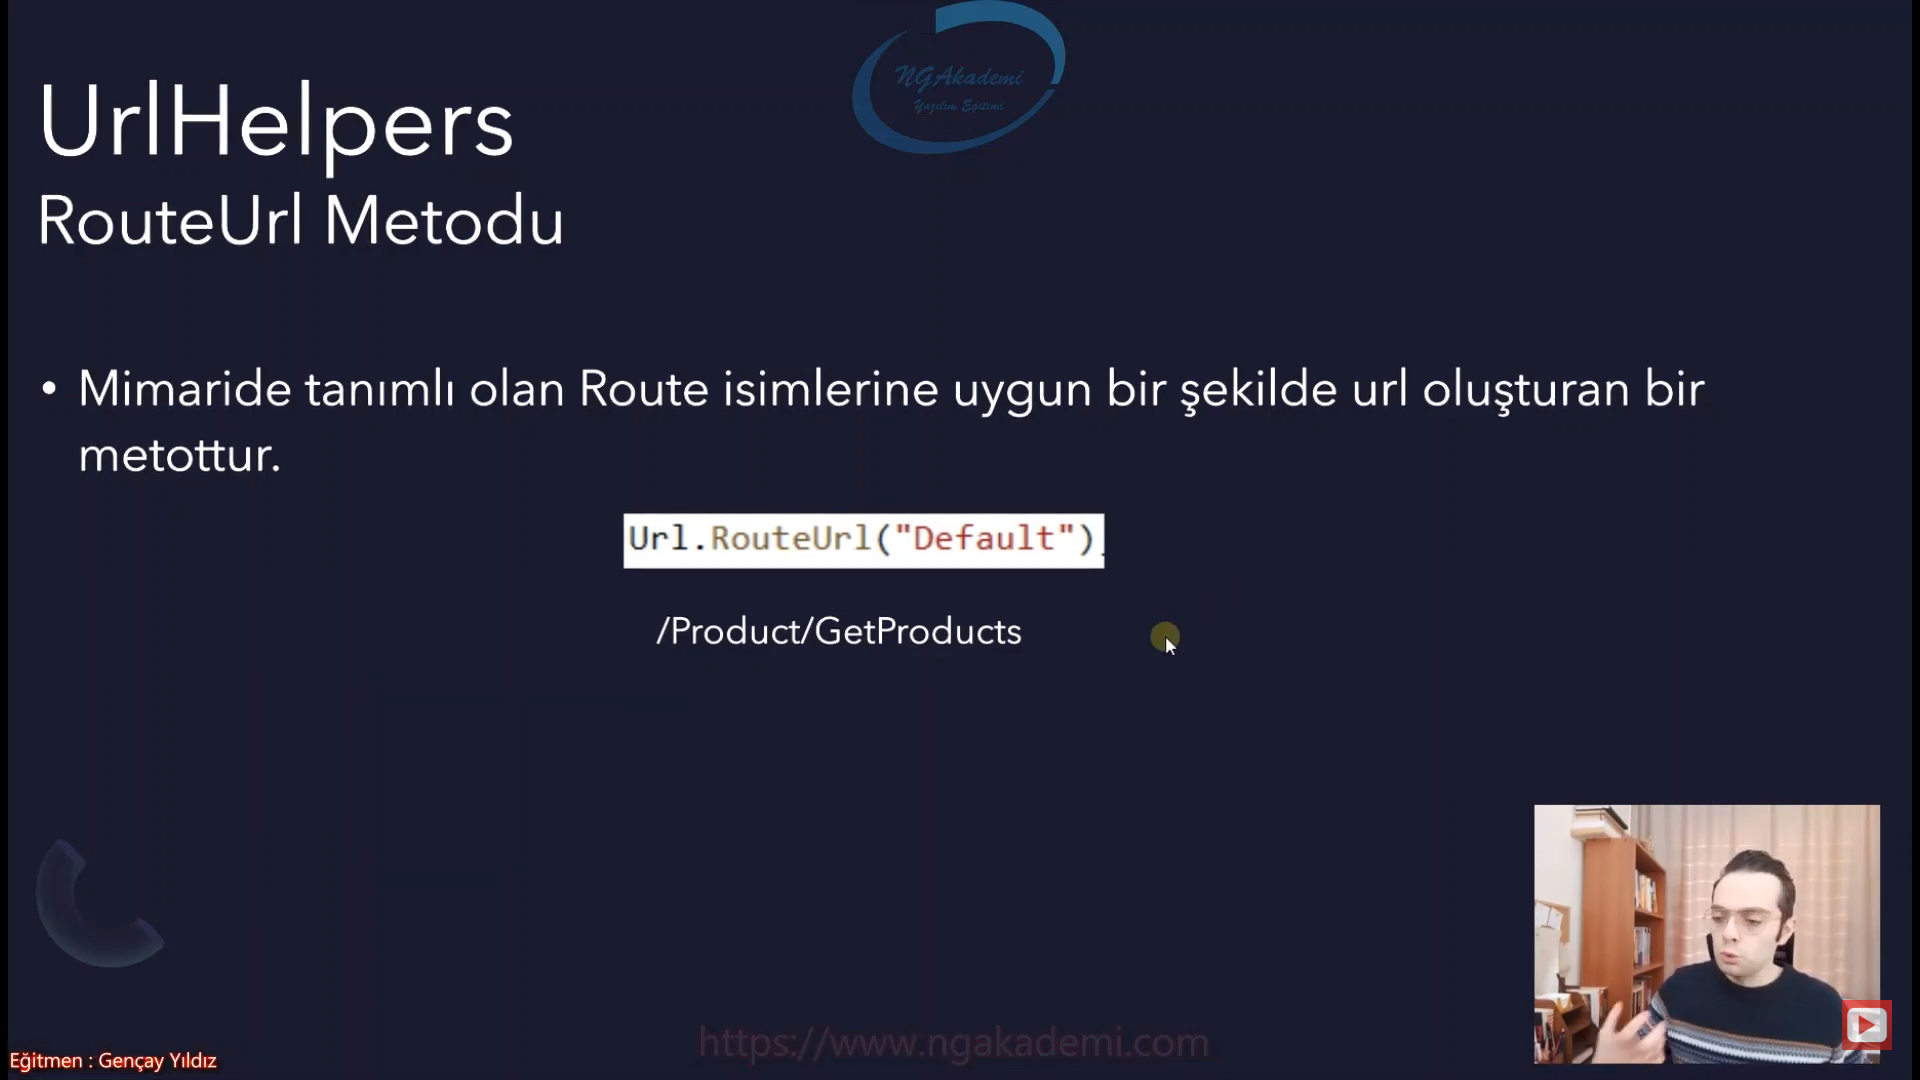 NGAkademi
Yazılım Eğitimi
UrlHelpers
RouteUrl Metodu
• Mimaride tanımlı olan Route isimlerine uygun bir şekilde url oluşturan bir
metottur.
Url.RouteUrl("Default")
/Product/GetProducts
https://www.ngakademi.com
Eğitmen : Gençay Yıldız